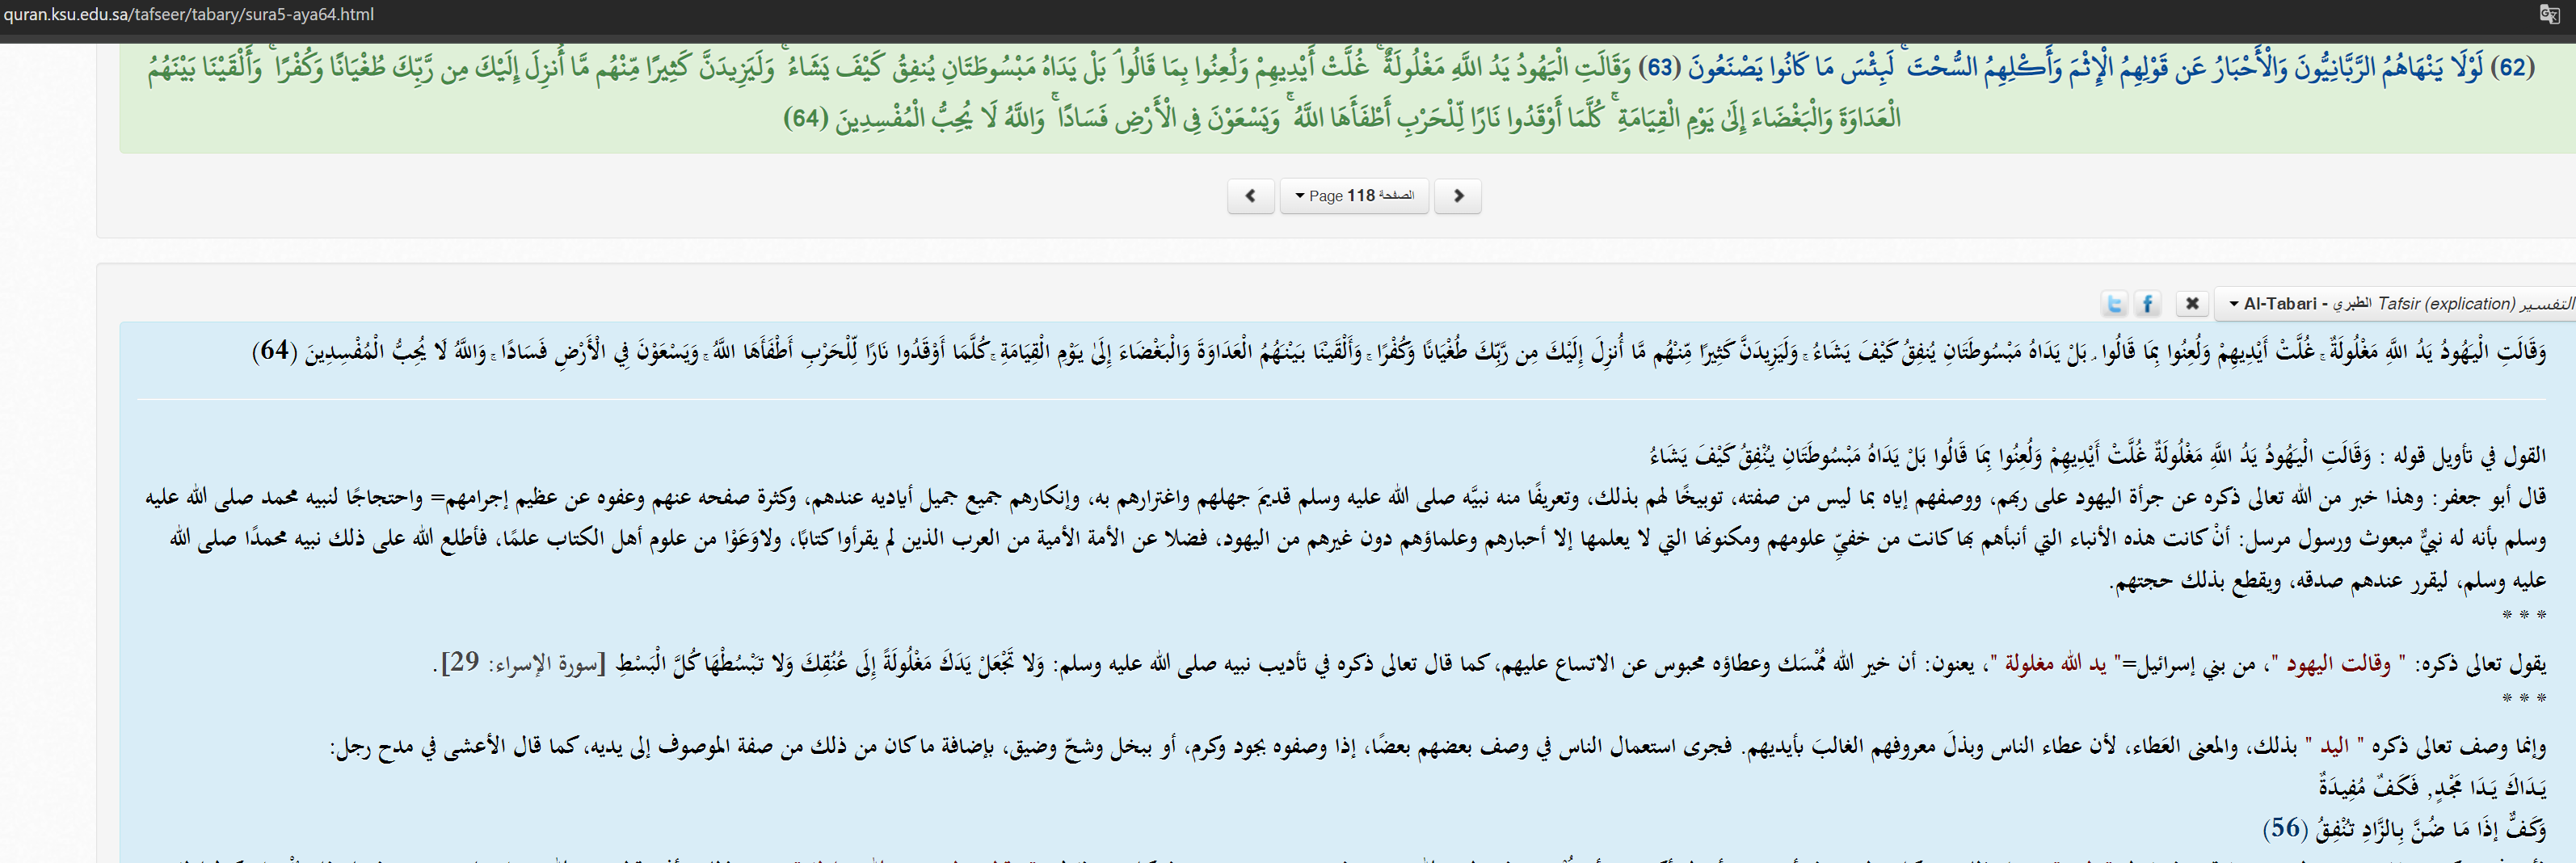 quran.ksu.edu.sa/tafseer/tabary/sura5-aya64.html
(62) لَوْلَا يَنْهَاهُمُ الرَّبَّانِيُّونَ وَالْأَحْبَارُ عَن قَوْلِهِمُ الْإِثْمَ وَأَكْلِهِمُ السُّحْتَ ۚ لَبِئْسَ مَا كَانُوا يَصْنَعُونَ (63) وَقَالَتِ الْيَهُودُ يَدُ اللَّهِ مَغْلُولَةٌ ۚ غُلَّتْ أَيْدِيهِمْ وَلُعِنُوا بِمَا قَالُوا ۘ بَلْ يَدَاهُ مَبْسُوطَتَانِ يُنفِقُ كَيْفَ يَشَاءُ ۚ وَلَيَزِيدَنَّ كَثِيرًا مِّنْهُم مَّا أُنزِلَ إِلَيْكَ مِن رَّبِّكَ طُغْيَانًا وَكُفْرًا ۚ وَأَلْقَيْنَا بَيْنَهُمُ
الْعَدَاوَةَ وَالْبَغْضَاءَ إِلَىٰ يَوْمِ الْقِيَامَةِ ۚ كُلَّمَا أَوْقَدُوا نَارًا لِّلْحَرْبِ أَطْفَأَهَا اللَّهُ ۚ وَيَسْعَوْنَ فِي الْأَرْضِ فَسَادًا ۚ وَاللَّهُ لَا يُحِبُّ الْمُفْسِدِينَ (64)
الصفحة Page 118
التفسير Tafsir (explication) الطبري - Al-Tabari
وَقَالَتِ الْيَهُودُ يَدُ اللَّهِ مَغْلُولَةٌ ۚ غُلَّتْ أَيْدِيهِمْ وَلُعِنُوا بِمَا قَالُوا ۘ بَلْ يَدَاهُ مَبْسُوطَتَانِ يُنفِقُ كَيْفَ يَشَاءُ ۚ وَلَيَزِيدَنَّ كَثِيرًا مِّنْهُم مَّا أُنزِلَ إِلَيْكَ مِن رَّبِّكَ طُغْيَانًا وَكُفْرًا ۚ وَأَلْقَيْنَا بَيْنَهُمُ الْعَدَاوَةَ وَالْبَغْضَاءَ إِلَىٰ يَوْمِ الْقِيَامَةِ ۚ كُلَّمَا أَوْقَدُوا نَارًا لِّلْحَرْبِ أَطْفَأَهَا اللَّهُ ۚ وَيَسْعَوْنَ فِي الْأَرْضِ فَسَادًا ۚ وَاللَّهُ لَا يُحِبُّ الْمُفْسِدِينَ (64)
القول في تأويل قوله : وَقَالَتِ الْيَهُودُ يَدُ اللَّهِ مَغْلُولَةٌ غُلَّتْ أَيْدِيهِمْ وَلُعِنُوا بِمَا قَالُوا بَلْ يَدَاهُ مَبْسُوطَتَانِ يُنْفِقُ كَيْفَ يَشَاءُ
قال أبو جعفر: وهذا خبر من الله تعالى ذكره عن جرأة اليهود على ربهم، ووصفهم إياه بما ليس من صفته، توبيخًا لهم بذلك، وتعريفًا منه نبيَّه صلى الله عليه وسلم قديمَ جهلهم واغترارهم به، وإنكارهم جميع جميل أياديه عندهم، وكثرة صفحه عنهم وعفوه عن عظيم إجرامهم= واحتجاجًا لنبيه محمد صلى الله عليه
وسلم بأنه له نبيٌّ مبعوث ورسول مرسل: أنْ كانت هذه الأنباء التي أنبأهم بها كانت من خفيِّ علومهم ومكنونها التي لا يعلمها إلا أحبارهم وعلماؤهم دون غيرهم من اليهود، فضلا عن الأمة الأمية من العرب الذين لم يقرأوا كتابًا، ولاوَعَوْا من علوم أهل الكتاب علمًا، فأطلع الله على ذلك نبيه محمدًا صلى الله
عليه وسلم، ليقرر عندهم صدقه، ويقطع بذلك حجتهم.
* * *
يقول تعالى ذكره: " وقالت اليهود "، من بني إسرائيل=" يد الله مغلولة "، يعنون: أن خير الله مُمْسَك وعطاؤه محبوس عن الاتساع عليهم، كما قال تعالى ذكره في تأديب نبيه صلى الله عليه وسلم: وَلا تَجْعَلْ يَدَكَ مَغْلُولَةً إِلَى عُنُقِكَ وَلا تَبْسُطْهَا كُلَّ الْبَسْطِ [سورة الإسراء: 29].
* * *
وإنما وصف تعالى ذكره " اليد " بذلك، والمعنى العَطاء، لأن عطاء الناس وبذلَ معروفهم الغالبَ بأيديهم. فجرى استعمال الناس في وصف بعضهم بعضًا، إذا وصفوه بجود وكرم، أو ببخل وشحّ وضيق، بإضافة ما كان من ذلك من صفة الموصوف إلى يديه، كما قال الأعشى في مدح رجل:
يَدَاكَ يَدَا مَجْدٍ, فَكَفٌ مُفِيدَةٌ
وَكَفٌّ إذَا مَا ضُنَّ بِالزَّادِ تُنْفِقُ (56)